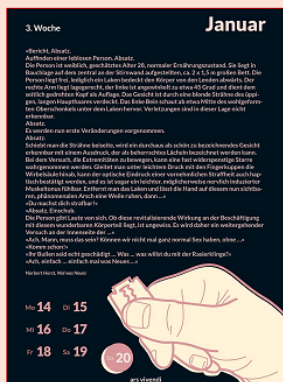 3. Woche
Januar
»Bericht, Absatz.
Auffinden einer leblosen Person. Absatz.
Die Person ist weiblich, geschätztes Alter 28, normaler Ernährungszustand. Sie liegt in
Bauchlage auf dem zentral an der Stirnwand aufgestellten, ca. 2 x 1,5 m großen Bett. Die
Person liegt frei, lediglich ein Laken bedeckt den Körper von den Lenden abwärts. Der
rechte Arm liegt lagegerecht, der linke ist angewinkelt zu etwa 45 Grad und dient dem
seitlich gedrehten Kopf als Auflage. Das Gesicht ist durch eine blonde Strähne des üppi-
gen, langen Haupthaares verdeckt. Das linke Bein schaut ab etwa Mitte des wohlgeform-
ten Oberschenkels unter dem Laken hervor. Verletzungen sind in dieser Lage nicht
erkennbar.
Absatz.
Es werden nun erste Veränderungen vorgenommen.
Absatz.
Schiebt man die Strähne beiseite, wird ein durchaus als schön zu bezeichnendes Gesicht
erkennbar mit einem Ausdruck, der als beherrschtes Lächeln bezeichnet werden kann.
Bei dem Versuch, die Extremitäten zu bewegen, kann eine fast widerspenstige Starre
wahrgenommen werden. Gleitet man unter leichtem Druck mit den Fingerkuppen die
Wirbelsäule hinab, kann der optische Eindruck einer vornehmlichen Straffheit auch hap-
tisch bestätigt werden, und es ist sogar ein leichter, möglicherweise nervlich induzierter
Muskeltonus fühlbar. Entfernt man das Laken und lässt die Hand auf diesem nun sichtba-
ren, phänomenalen Arsch eine Weile ruhen, dann ...«
»Du machst dich strafbar!«
»Absatz, Einschub.
Die Person gibt Laute von sich. Ob diese revitalisierende Wirkung an der Beschäftigung
mit diesem wunderbaren Körperteil liegt, ist ungewiss. Es wird daher ein weitergehender
Versuch an der Innenseite der ...«
»Ach, Mann, muss das sein? Können wir nicht mal ganz normal Sex haben, ohne ...«
»Komm schon!«
»Ihr Bullen seid echt geschädigt ... Was ... was willst du mit der Rasierklinge?«
»Ach, einfach ... einfach mal was Neues ...«
Norbert Horst, Mal was Neues
Mo 14 Di 15
Mi 16 Do 17
Fr 18 Sa 19
So 20
ars vivendi